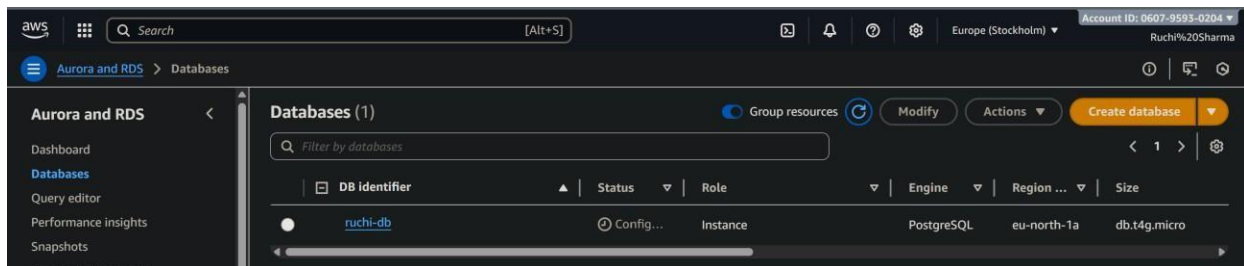 aws
Search
[Alt+S]
Europe (Stockholm)
Account ID: 0607-9593-0204
Ruchi%20Sharma
Aurora and RDS > Databases
Aurora and RDS
Dashboard
Databases
Query editor
Performance insights
Snapshots
Databases (1)
Group resources
Modify
Actions
Create database
Filter by databases
1
DB identifier Status Role Engine Region ... Size
ruchi-db Config... Instance PostgreSQL eu-north-1a db.t4g.micro